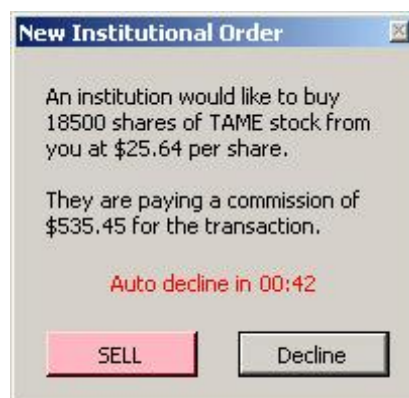 New Institutional Order
An institution would like to buy
18500 shares of TAME stock from
you at $25.64 per share.
They are paying a commission of
$535.45 for the transaction.
Auto decline in 00:42
SELL
Decline